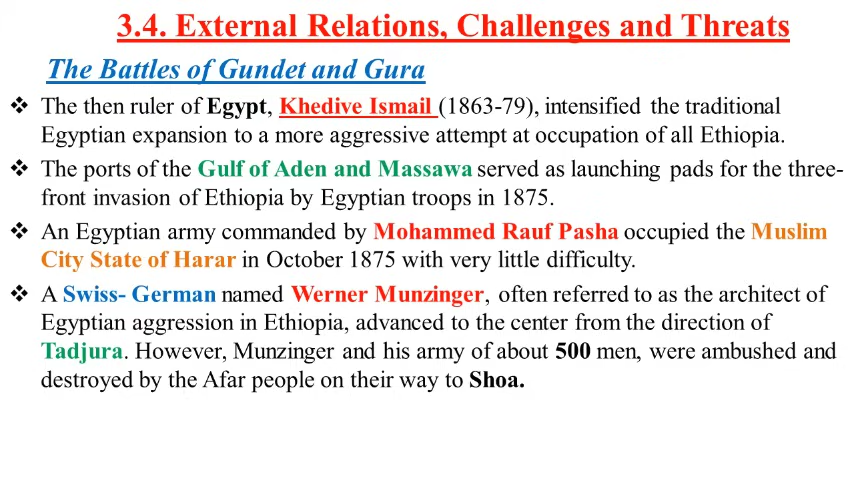 3.4. External Relations, Challenges and Threats
The Battles of Gundet and Gura
❖ The then ruler of Egypt, Khedive Ismail (1863-79), intensified the traditional
Egyptian expansion to a more aggressive attempt at occupation of all Ethiopia.
❖ The ports of the Gulf of Aden and Massawa served as launching pads for the three-
front invasion of Ethiopia by Egyptian troops in 1875.
❖ An Egyptian army commanded by Mohammed Rauf Pasha occupied the Muslim
City State of Harar in October 1875 with very little difficulty.
❖ A Swiss- German named Werner Munzinger, often referred to as the architect of
Egyptian aggression in Ethiopia, advanced to the center from the direction of
Tadjura. However, Munzinger and his army of about 500 men, were ambushed and
destroyed by the Afar people on their way to Shoa.